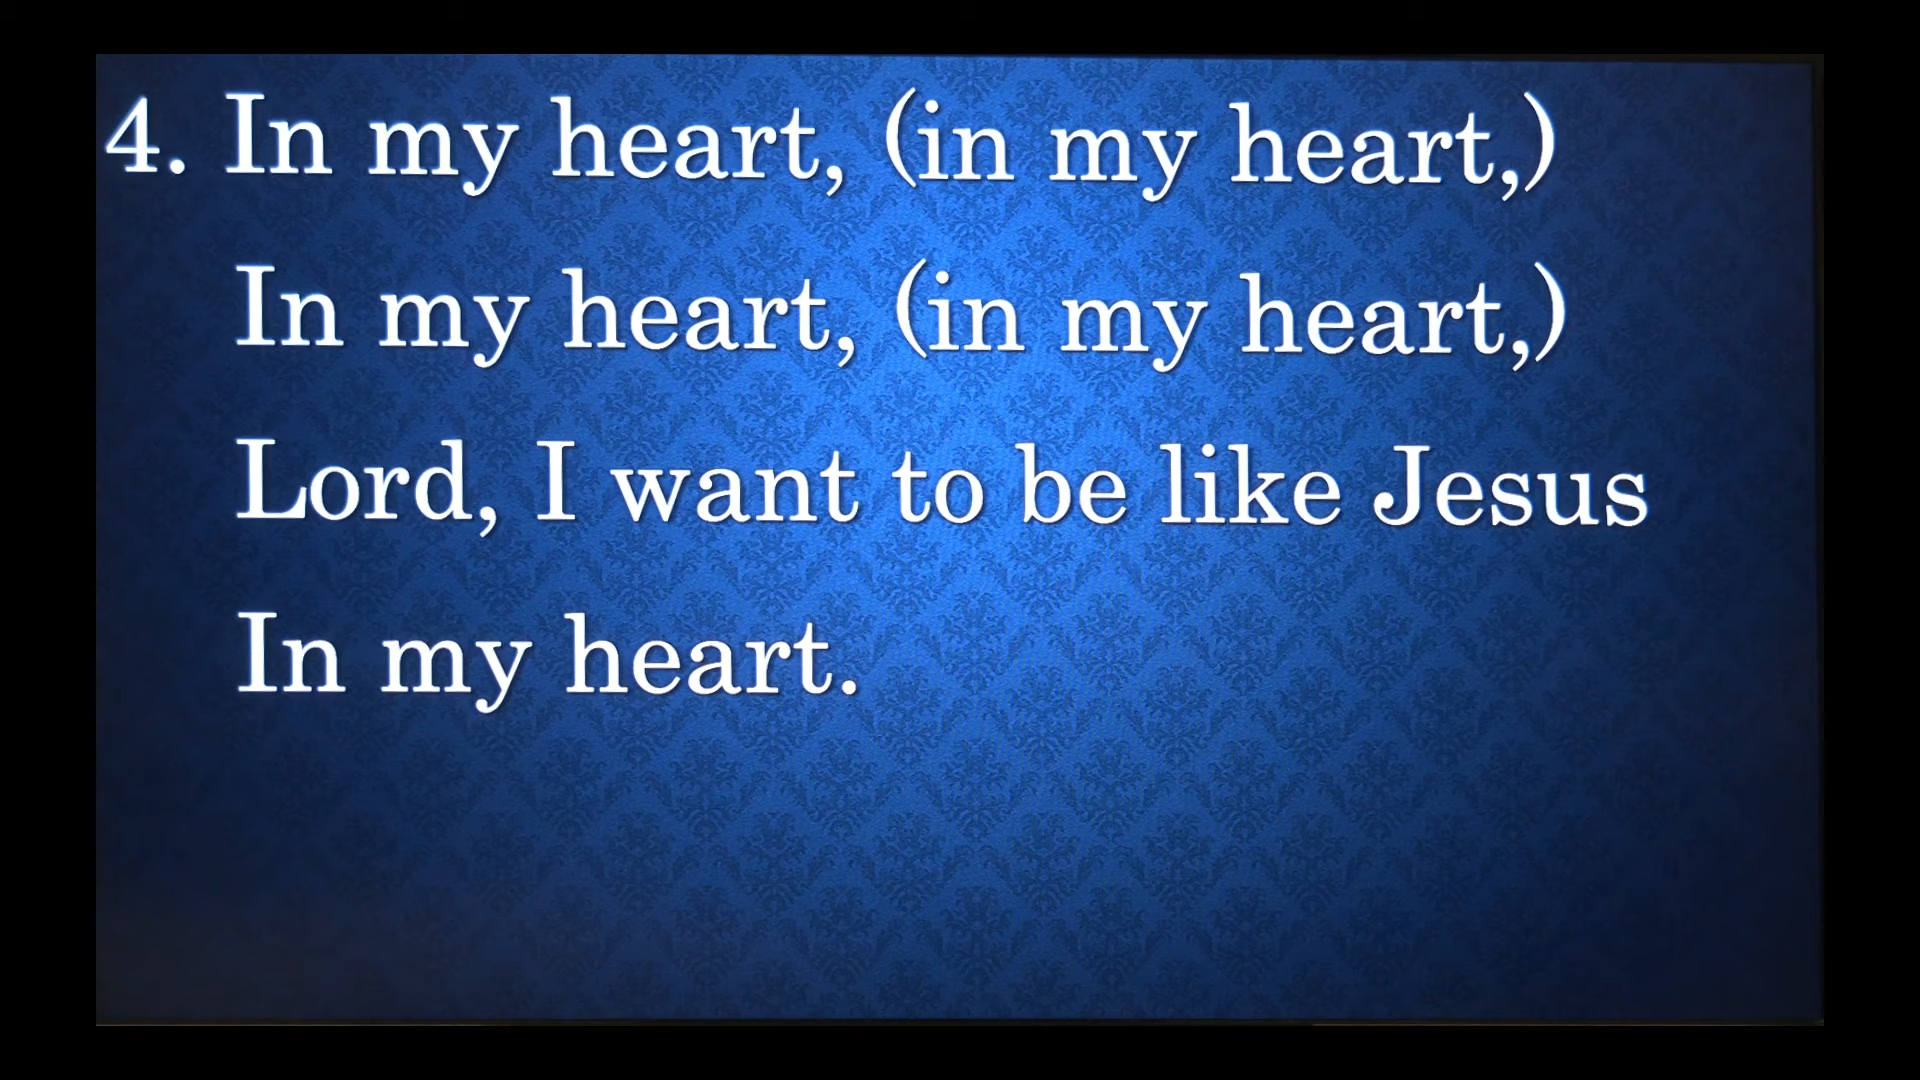 4. In my heart, (in my heart,)
In my heart, (in my heart,)
Lord, I want to be like Jesus
In my heart.